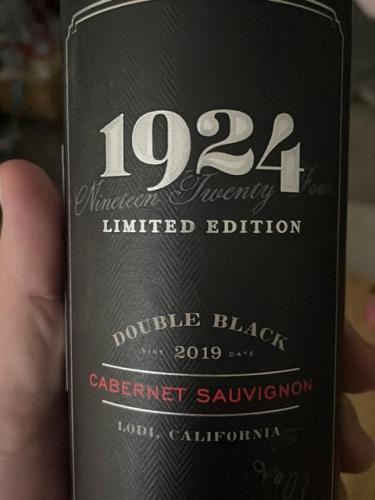 1924
Nineteen Twenty Four
LIMITED EDITION
DOUBLE BLACK
VINT 2019 DATE
CABERNET SAUVIGNON
LODI, CALIFORNIA